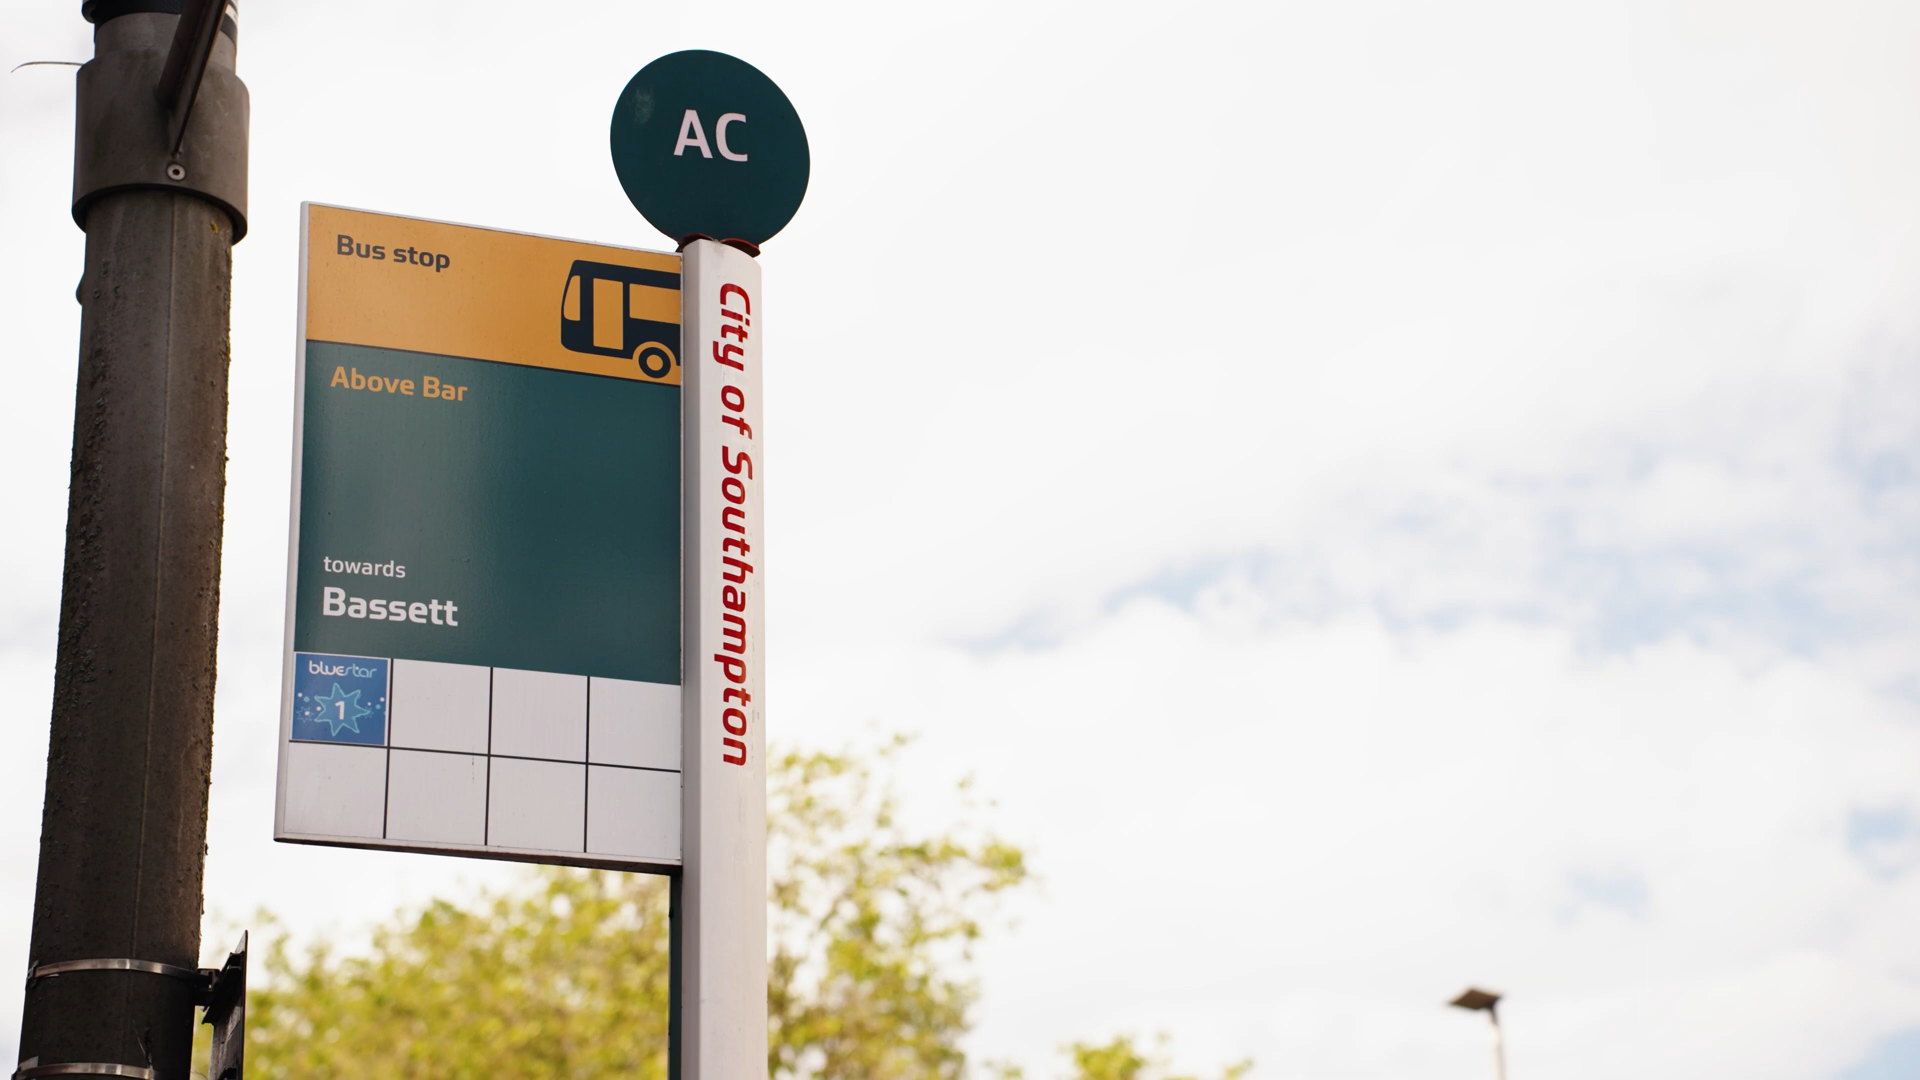 AC
Bus stop
City of Southampton
Above Bar
towards
Bassett
bluestar
1